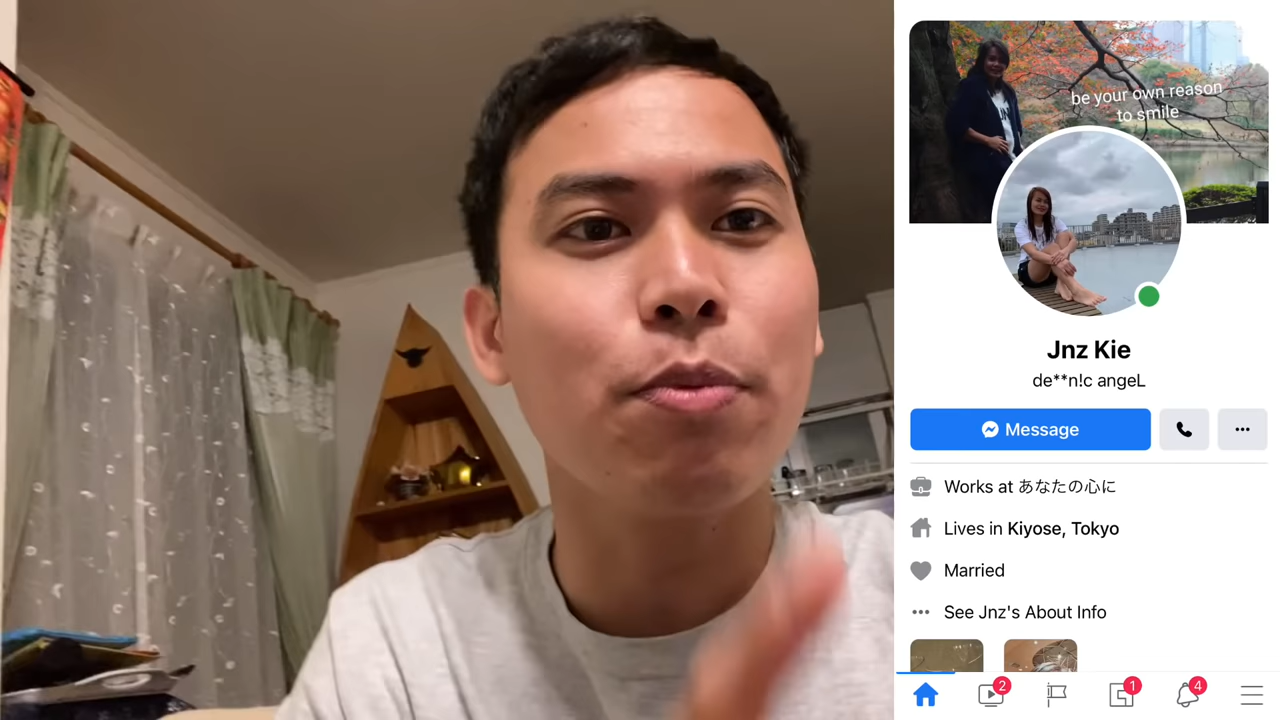 be your own reason
to smile
Jnz Kie
de**n!c angeL
Message
Works at あなたの心に
Lives in Kiyose, Tokyo
Married
See Jnz's About Info
2
1
4